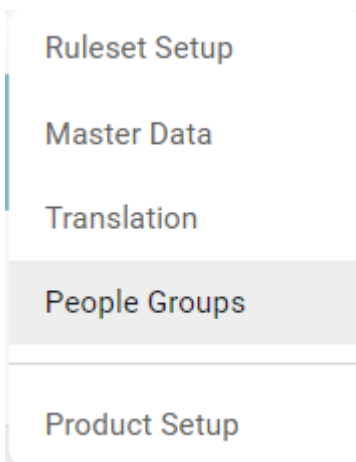 Ruleset Setup
Master Data
Translation
People Groups
Product Setup